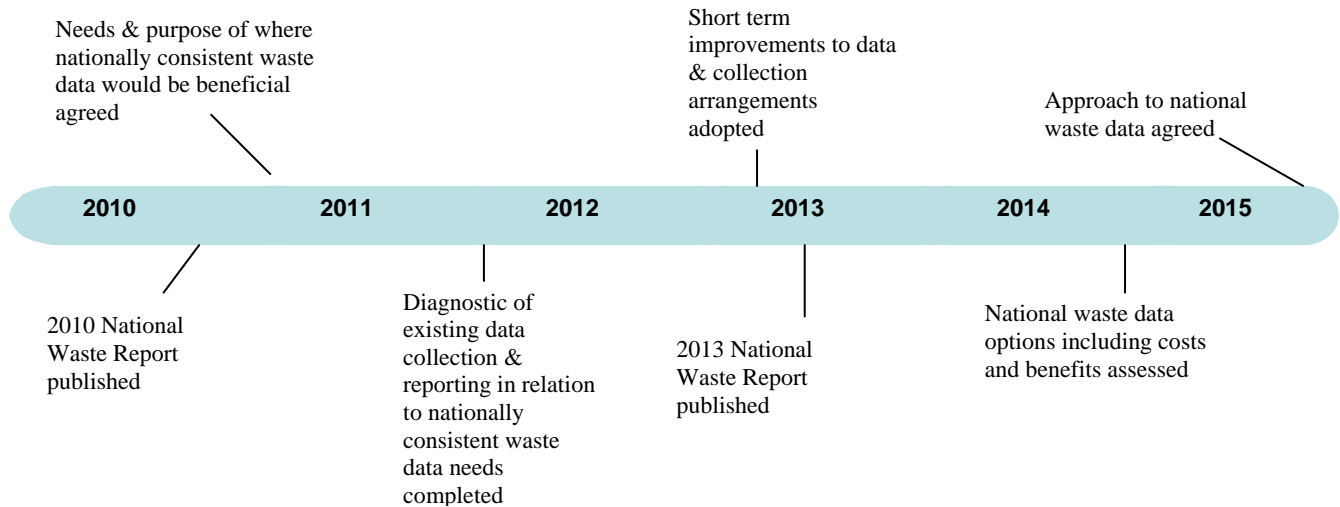 Needs & purpose of where
nationally consistent waste
data would be beneficial
agreed
Short term
improvements to data
& collection
arrangements
adopted
Approach to national
waste data agreed
2010
2011
2012
2013
2014
2015
2010 National
Waste Report
published
Diagnostic of
existing data
collection &
reporting in relation
to nationally
consistent waste
data needs
completed
2013 National
Waste Report
published
National waste data
options including costs
and benefits assessed